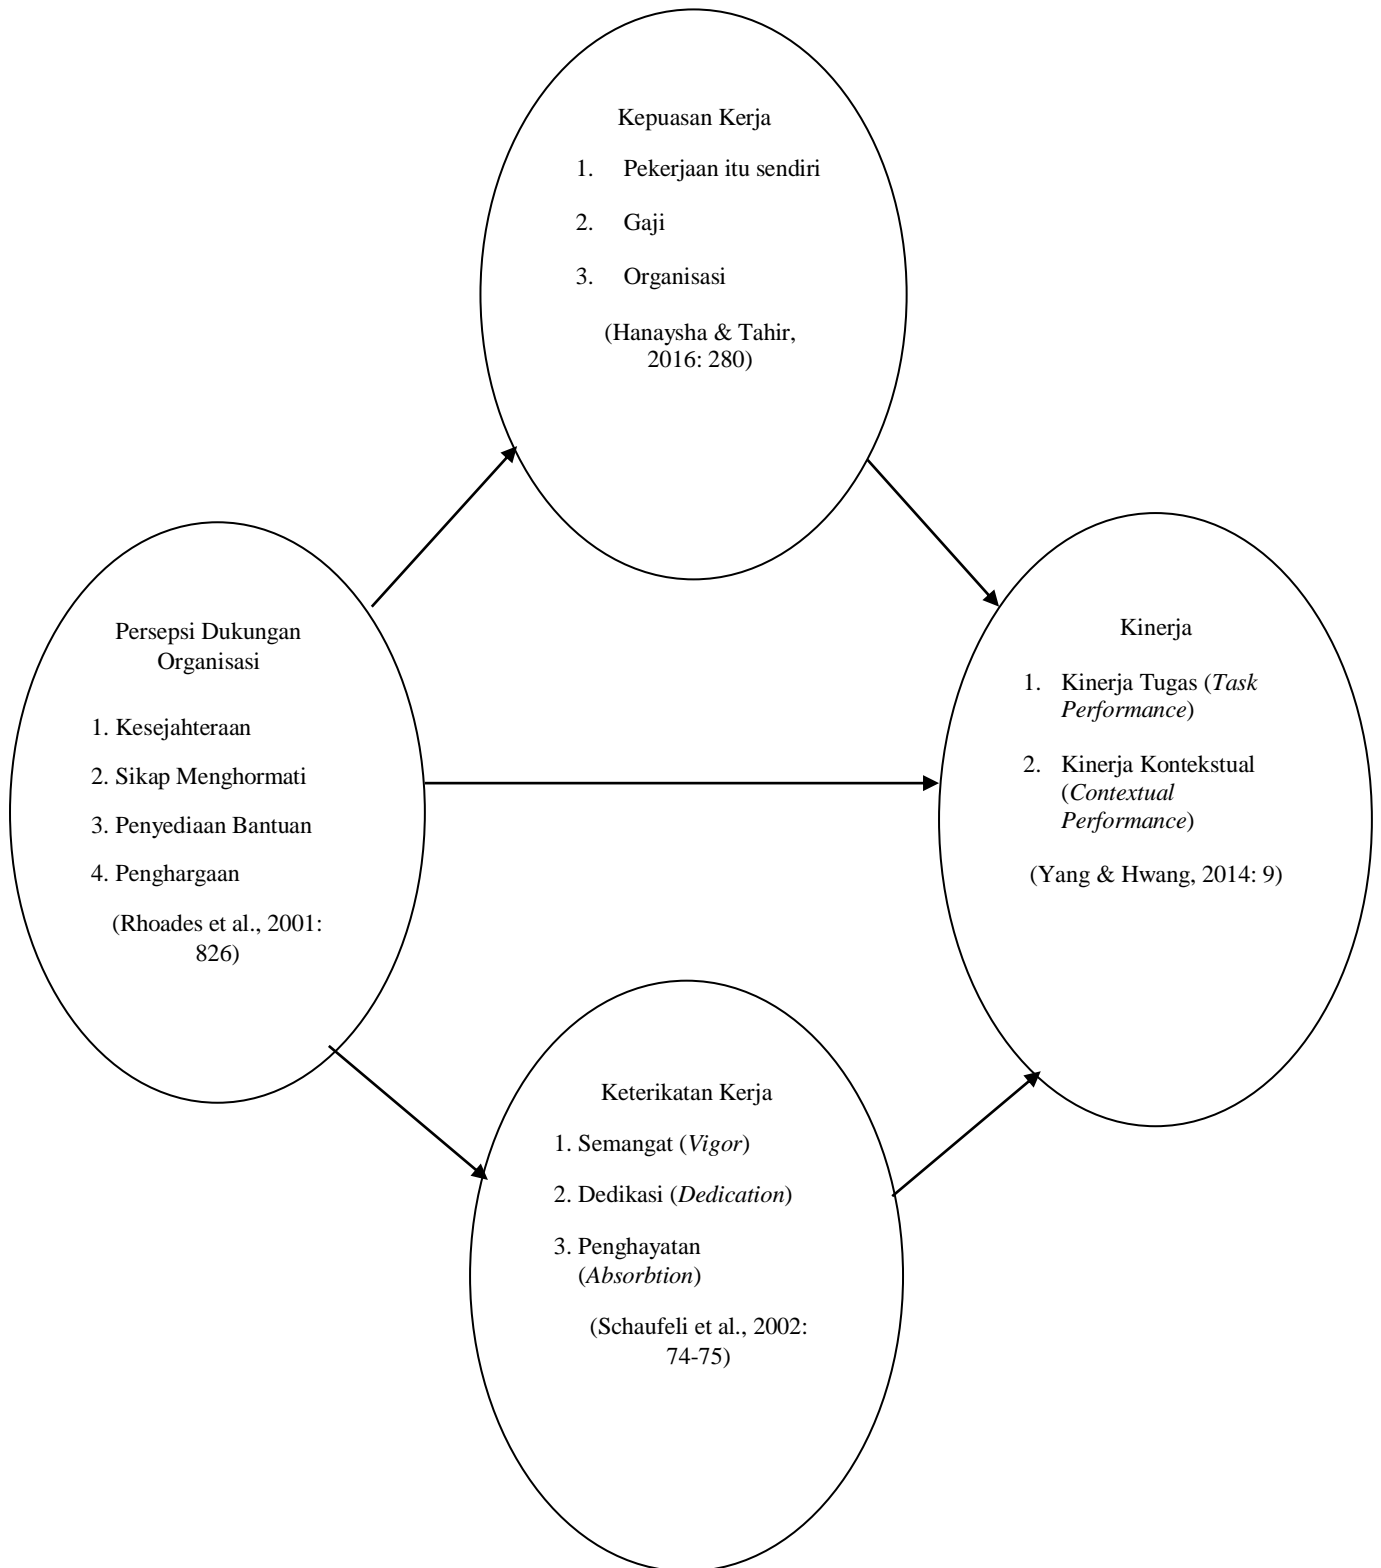 Kepuasan Kerja
1. Pekerjaan itu sendiri
2. Gaji
3. Organisasi
(Hanaysha & Tahir,
2016: 280)
Persepsi Dukungan
Organisasi
1. Kesejahteraan
2. Sikap Menghormati
3. Penyediaan Bantuan
4. Penghargaan
(Rhoades et al., 2001:
826)
Kinerja
1. Kinerja Tugas (Task
Performance)
2. Kinerja Kontekstual
(Contextual
Performance)
(Yang & Hwang, 2014: 9)
Keterikatan Kerja
1. Semangat (Vigor)
2. Dedikasi (Dedication)
3. Penghayatan
(Absorbtion)
(Schaufeli et al., 2002:
74-75)